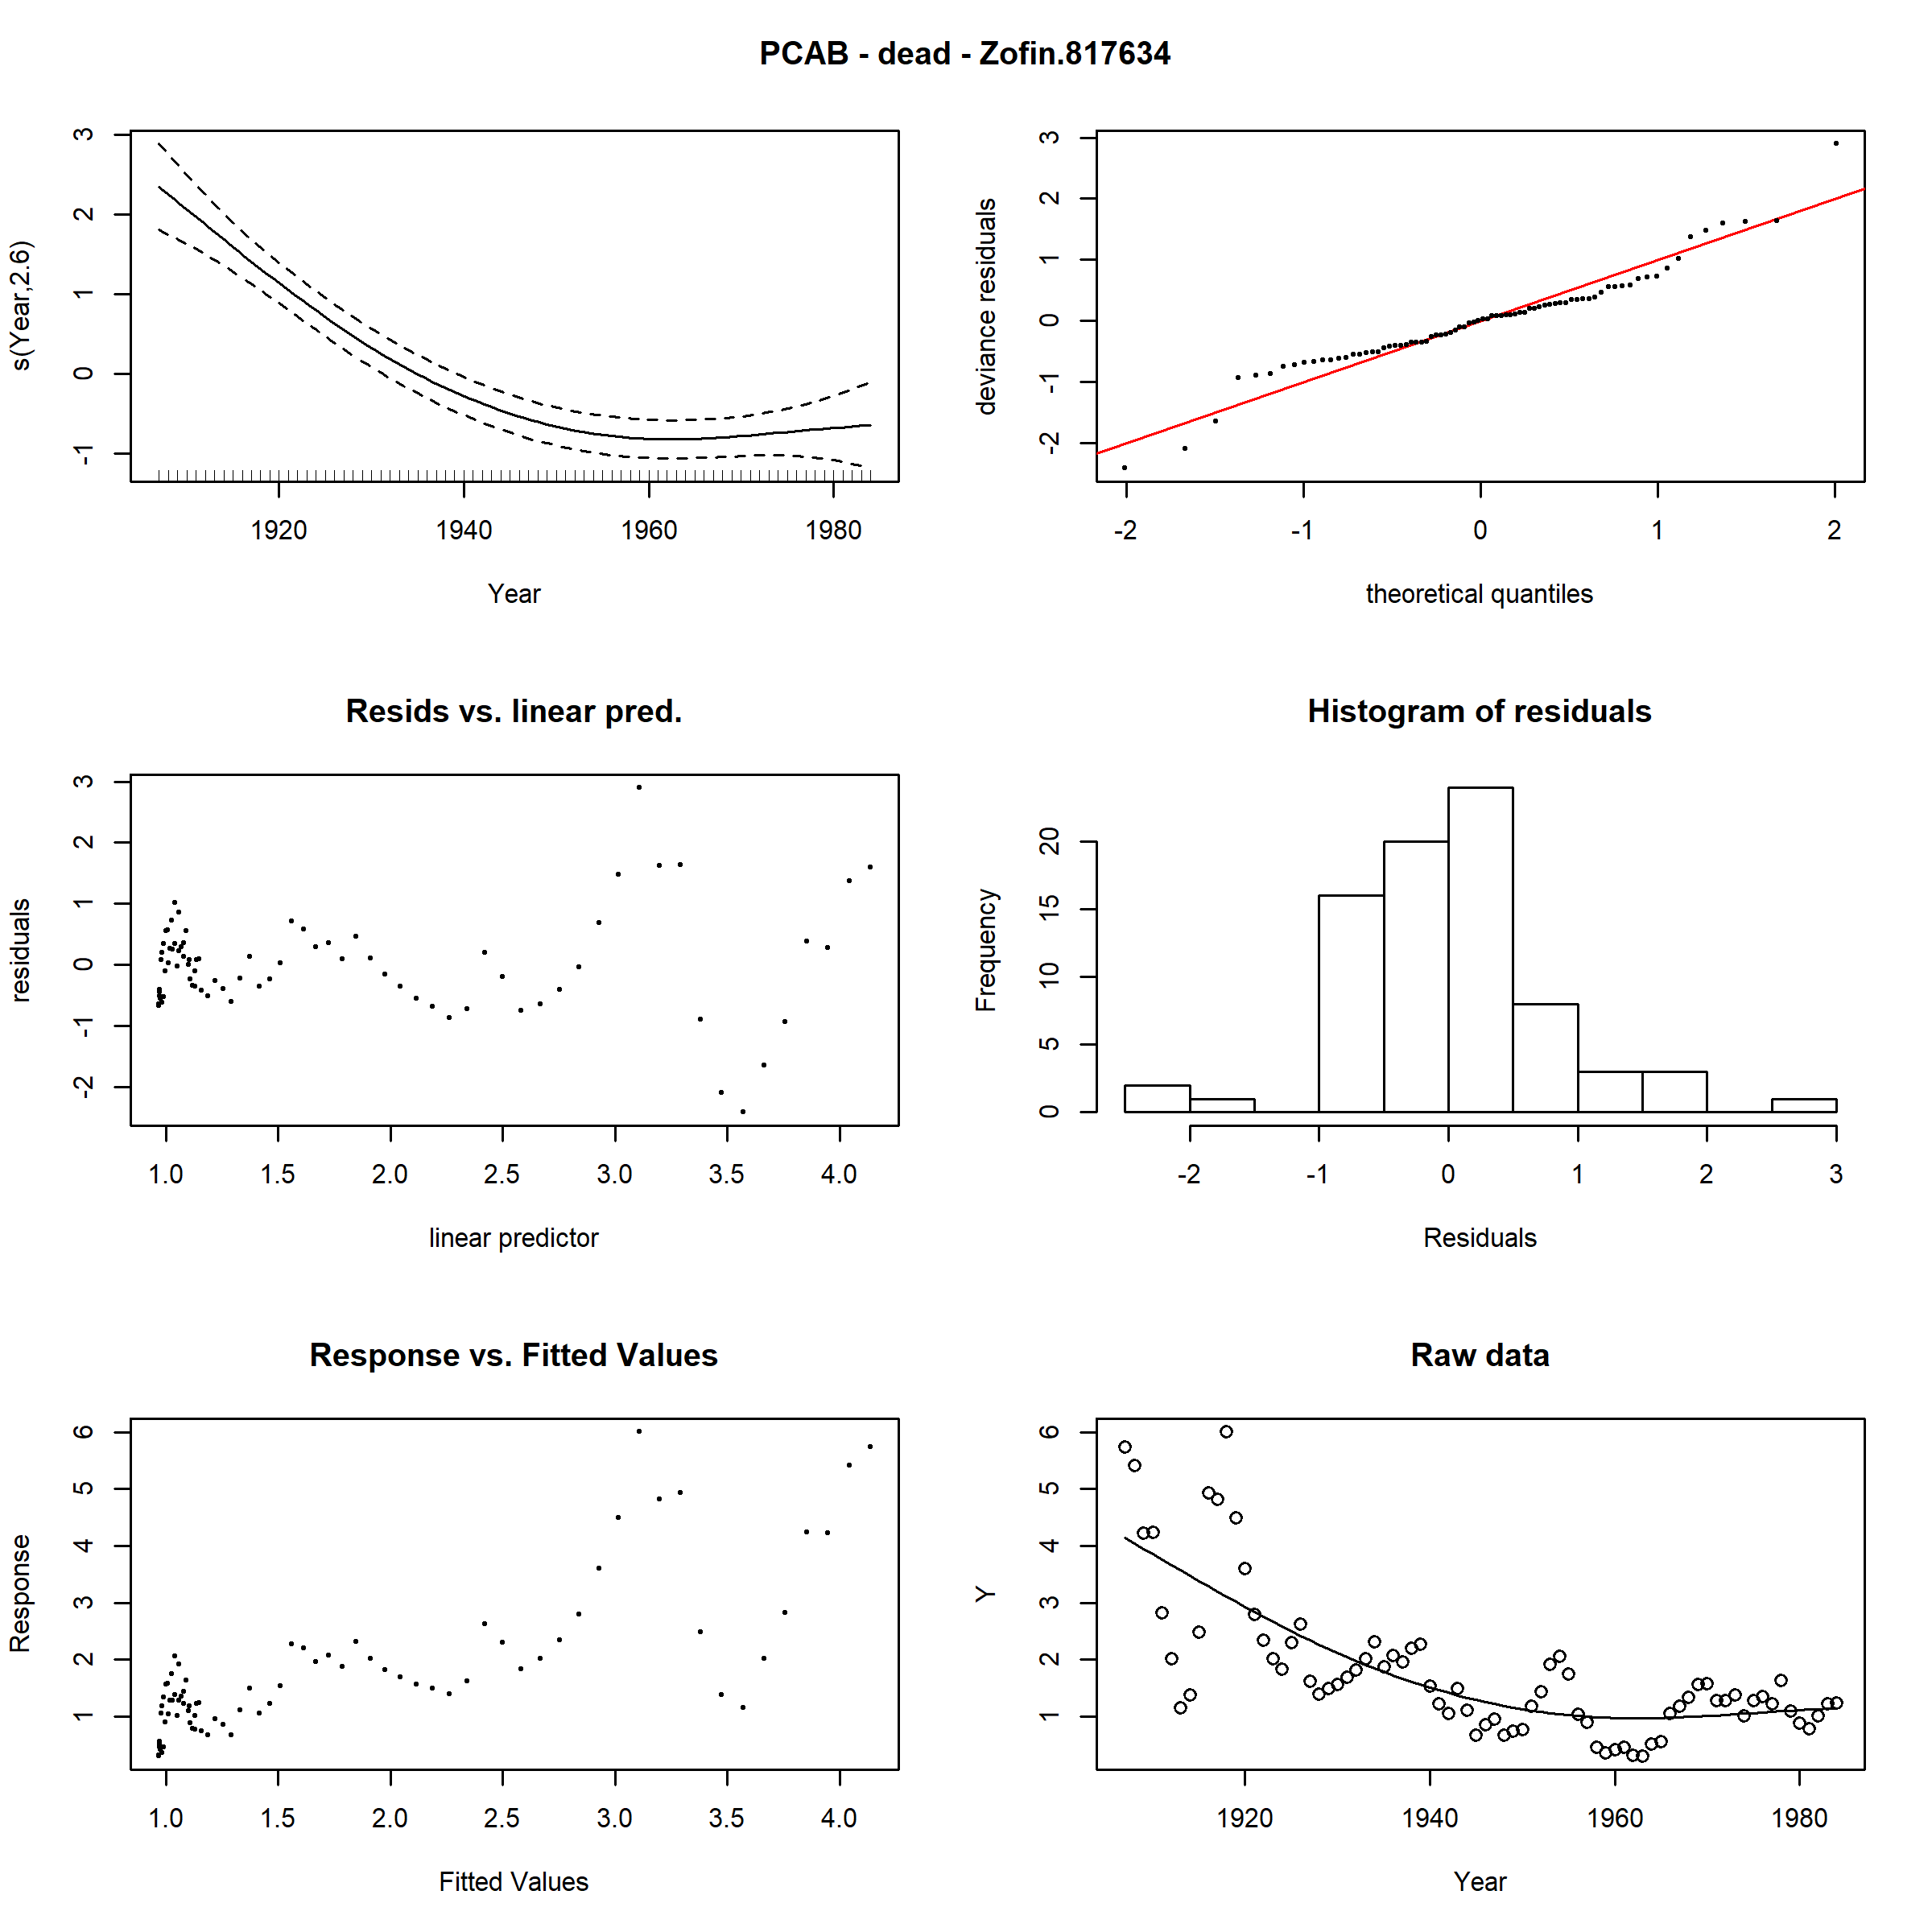 PCAB - dead - Zofin.817634
s(Year,2.6)
3
2
1
0
-1
1920 1940 1960 1980
Year
deviance residuals
3
2
1
0
-1
-2
-2 -1 0 1 2
theoretical quantiles
Resids vs. linear pred.
residuals
3
2
1
0
-1
-2
1.0 1.5 2.0 2.5 3.0 3.5 4.0
linear predictor
Histogram of residuals
Frequency
20
15
10
5
0
-2 -1 0 1 2 3
Residuals
Response vs. Fitted Values
Response
6
5
4
3
2
1
1.0 1.5 2.0 2.5 3.0 3.5 4.0
Fitted Values
Raw data
Y
6
5
4
3
2
1
1920 1940 1960 1980
Year